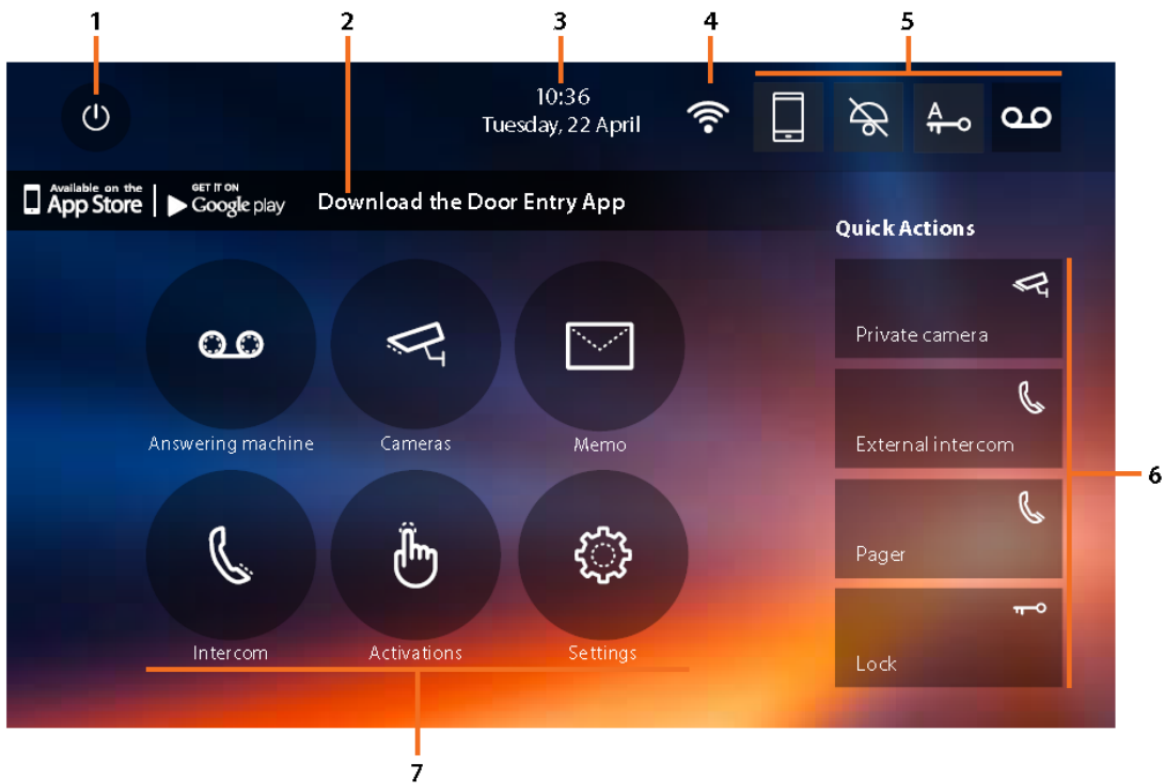 1
2
3
4
5
10:36
Tuesday, 22 April
A
Available on the
App Store
GET IT ON
Google play
Download the Door Entry App
Quick Actions
Private camera
External intercom
Pager
Lock
6
Answering machine
Cameras
Memo
Intercom
Activations
Settings
7